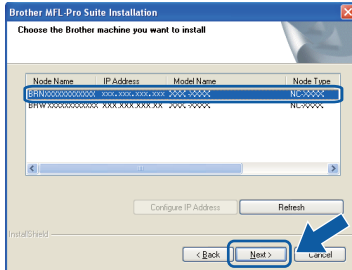 Brother MFL-Pro Suite Installation
Choose the Brother machine you want to install
Node Name IP Address Model Name Node Type
BRNXXXXXXXXXXXX XXX.XXX.XXX.XXX XXX-XXXX NC-XXXX
BRWXXXXXXXXXXXX XXX.XXX.XXX.XX XXX-XXXX NC-XXXX
Configure IP Address Refresh
InstallShield
< Back Next > Cancel